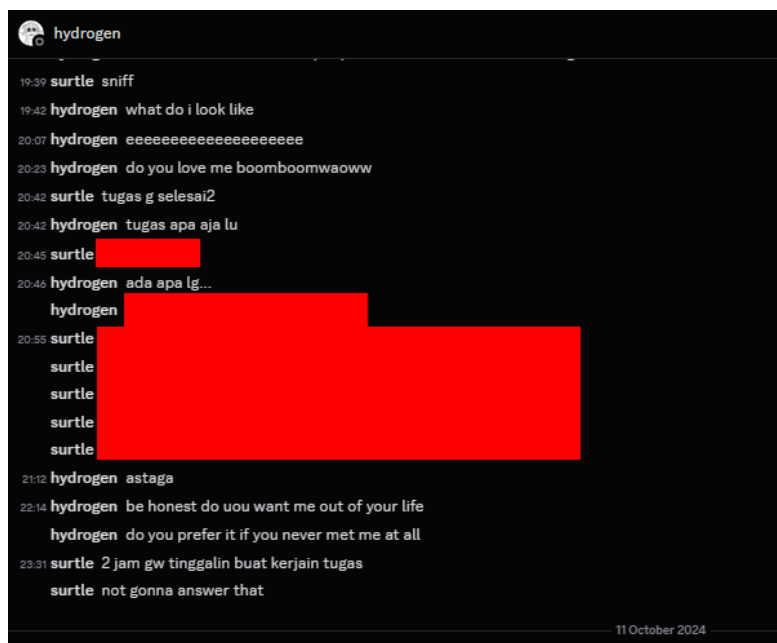 hydrogen
19:39 surtle sniff
19:42 hydrogen what do i look like
20:07 hydrogen eeeeeeeeeeeeeeeeeeee
20:23 hydrogen do you love me boomboomwaoww
20:42 surtle tugas g selesai2
20:42 hydrogen tugas apa aja lu
20:45 surtle
20:46 hydrogen ada apa lg...
hydrogen
20:55 surtle
surtle
surtle
surtle
surtle
21:12 hydrogen astaga
22:14 hydrogen be honest do uou want me out of your life
hydrogen do you prefer it if you never met me at all
23:31 surtle 2 jam gw tinggalin buat kerjain tugas
surtle not gonna answer that
11 October 2024